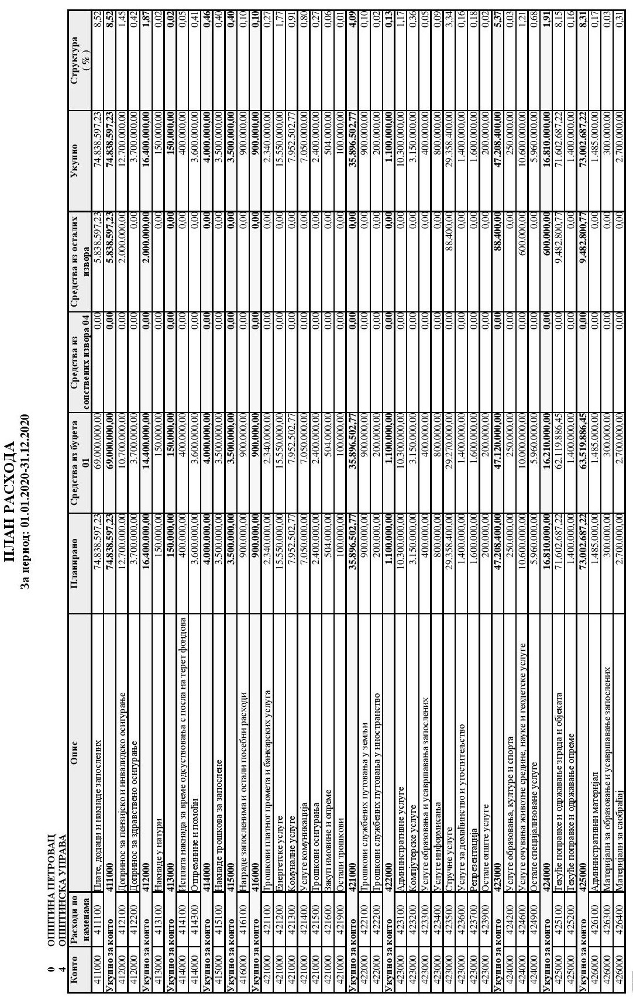 ПЛАН РАСХОДА
За период: 01.01.2020-31.12.2020
0 ОПШТИНА ПЕТРОВАЦ
4 ОПШТИНСКА УПРАВА
Конто Расходи по наменама Опис Планирано Средства из буџета 01 Средства из сопствених извора 04 Средства из осталих извора Укупно Структура ( % )
411000 411100 Плате, додаци и накнаде запослених 74.838.597,23 69.000.000,00 0,00 5.838.597,23 74.838.597,23 8,52
Укупно за конто 411000 74.838.597,23 69.000.000,00 0,00 5.838.597,23 74.838.597,23 8,52
412000 412100 Допринос за пензијско и инвалидско осигурање 12.700.000,00 10.700.000,00 0,00 2.000.000,00 12.700.000,00 1,45
412000 412200 Допринос за здравствено осигурање 3.700.000,00 3.700.000,00 0,00 0,00 3.700.000,00 0,42
Укупно за конто 412000 16.400.000,00 14.400.000,00 0,00 2.000.000,00 16.400.000,00 1,87
413000 413100 Накнаде у натури 150.000,00 150.000,00 0,00 0,00 150.000,00 0,02
Укупно за конто 413000 150.000,00 150.000,00 0,00 0,00 150.000,00 0,02
414000 414100 Исплата накнада за време одсуствовања с посла на терет фондова 400.000,00 400.000,00 0,00 0,00 400.000,00 0,05
414000 414300 Отпремнине и помоћи 3.600.000,00 3.600.000,00 0,00 0,00 3.600.000,00 0,41
Укупно за конто 414000 4.000.000,00 4.000.000,00 0,00 0,00 4.000.000,00 0,46
415000 415100 Накнаде трошкова за запослене 3.500.000,00 3.500.000,00 0,00 0,00 3.500.000,00 0,40
Укупно за конто 415000 3.500.000,00 3.500.000,00 0,00 0,00 3.500.000,00 0,40
416000 416100 Награде запосленима и остали посебни расходи 900.000,00 900.000,00 0,00 0,00 900.000,00 0,10
Укупно за конто 416000 900.000,00 900.000,00 0,00 0,00 900.000,00 0,10
421000 421100 Трошкови платног промета и банкарских услуга 2.340.000,00 2.340.000,00 0,00 0,00 2.340.000,00 0,27
421000 421200 Енергетске услуге 15.550.000,00 15.550.000,00 0,00 0,00 15.550.000,00 1,77
421000 421300 Комуналне услуге 7.952.502,77 7.952.502,77 0,00 0,00 7.952.502,77 0,91
421000 421400 Услуге комуникација 7.050.000,00 7.050.000,00 0,00 0,00 7.050.000,00 0,80
421000 421500 Трошкови осигурања 2.400.000,00 2.400.000,00 0,00 0,00 2.400.000,00 0,27
421000 421600 Закуп имовине и опреме 504.000,00 504.000,00 0,00 0,00 504.000,00 0,06
421000 421900 Остали трошкови 100.000,00 100.000,00 0,00 0,00 100.000,00 0,01
Укупно за конто 421000 35.896.502,77 35.896.502,77 0,00 0,00 35.896.502,77 4,09
422000 422100 Трошкови службених путовања у земљи 900.000,00 900.000,00 0,00 0,00 900.000,00 0,10
422000 422200 Трошкови службених путовања у иностранство 200.000,00 200.000,00 0,00 0,00 200.000,00 0,02
Укупно за конто 422000 1.100.000,00 1.100.000,00 0,00 0,00 1.100.000,00 0,13
423000 423100 Административне услуге 10.300.000,00 10.300.000,00 0,00 0,00 10.300.000,00 1,17
423000 423200 Компјутерске услуге 3.150.000,00 3.150.000,00 0,00 0,00 3.150.000,00 0,36
423000 423300 Услуге образовања и усавршавања запослених 400.000,00 400.000,00 0,00 0,00 400.000,00 0,05
423000 423400 Услуге информисања 800.000,00 800.000,00 0,00 0,00 800.000,00 0,09
423000 423500 Стручне услуге 29.358.400,00 29.270.000,00 0,00 88.400,00 29.358.400,00 3,34
423000 423600 Услуге за домаћинство и угоститељство 1.400.000,00 1.400.000,00 0,00 0,00 1.400.000,00 0,16
423000 423700 Репрезентација 1.600.000,00 1.600.000,00 0,00 0,00 1.600.000,00 0,18
423000 423900 Остале опште услуге 200.000,00 200.000,00 0,00 0,00 200.000,00 0,02
Укупно за конто 423000 47.208.400,00 47.120.000,00 0,00 88.400,00 47.208.400,00 5,37
424000 424200 Услуге образовања, културе и спорта 250.000,00 250.000,00 0,00 0,00 250.000,00 0,03
424000 424600 Услуге очувања животне средине, науке и геодетске услуге 10.600.000,00 10.000.000,00 0,00 600.000,00 10.600.000,00 1,21
424000 424900 Остале специјализоване услуге 5.960.000,00 5.960.000,00 0,00 0,00 5.960.000,00 0,68
Укупно за конто 424000 16.810.000,00 16.210.000,00 0,00 600.000,00 16.810.000,00 1,91
425000 425100 Текуће поправке и одржавање зграда и објеката 71.602.687,22 62.119.886,45 0,00 9.482.800,77 71.602.687,22 8,15
425000 425200 Текуће поправке и одржавање опреме 1.400.000,00 1.400.000,00 0,00 0,00 1.400.000,00 0,16
Укупно за конто 425000 73.002.687,22 63.519.886,45 0,00 9.482.800,77 73.002.687,22 8,31
426000 426100 Административни материјал 1.485.000,00 1.485.000,00 0,00 0,00 1.485.000,00 0,17
426000 426300 Материјали за образовање и усавршавање запослених 300.000,00 300.000,00 0,00 0,00 300.000,00 0,03
426000 426400 Материјали за саобраћај 2.700.000,00 2.700.000,00 0,00 0,00 2.700.000,00 0,31